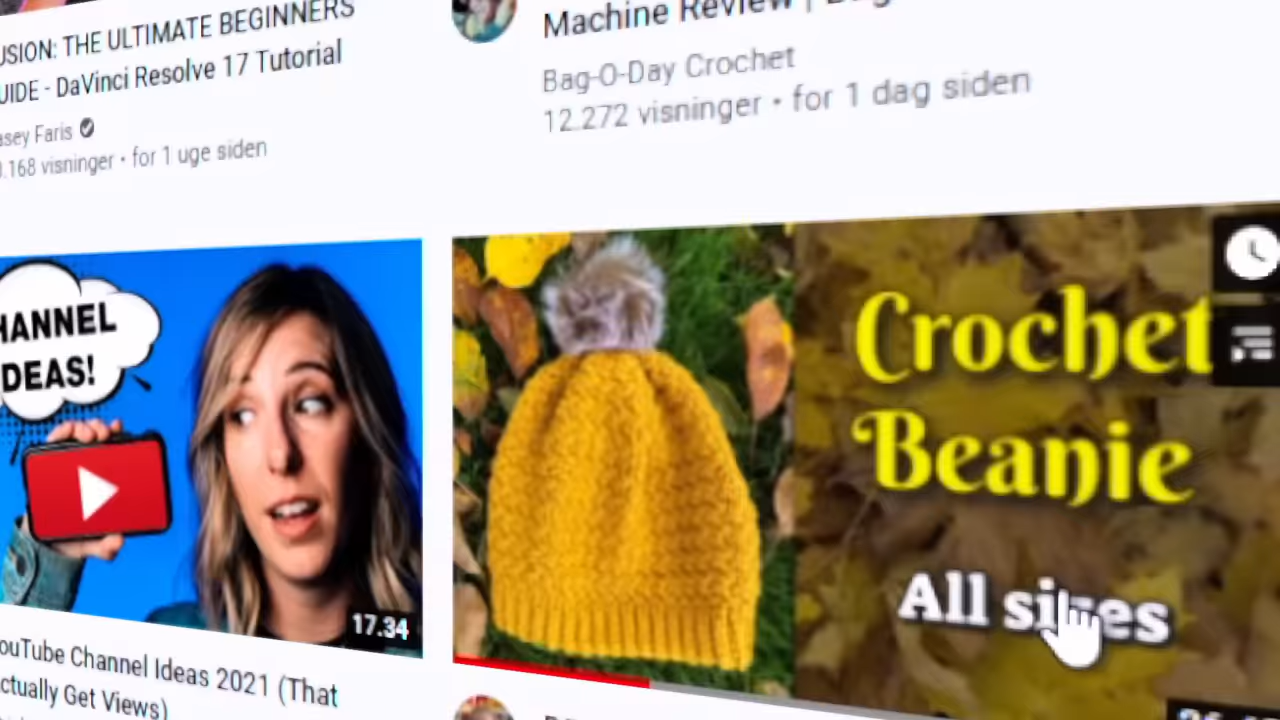 USION: THE ULTIMATE BEGINNERS
UIDE - DaVinci Resolve 17 Tutorial
asey Faris
.168 visninger • for 1 uge siden
Machine Review |
Bag-O-Day Crochet
12.272 visninger • for 1 dag siden
HANNEL
DEAS!
17.34
ouTube Channel Ideas 2021 (That
ctually Get Views)
Crochet
Beanie
All sizes